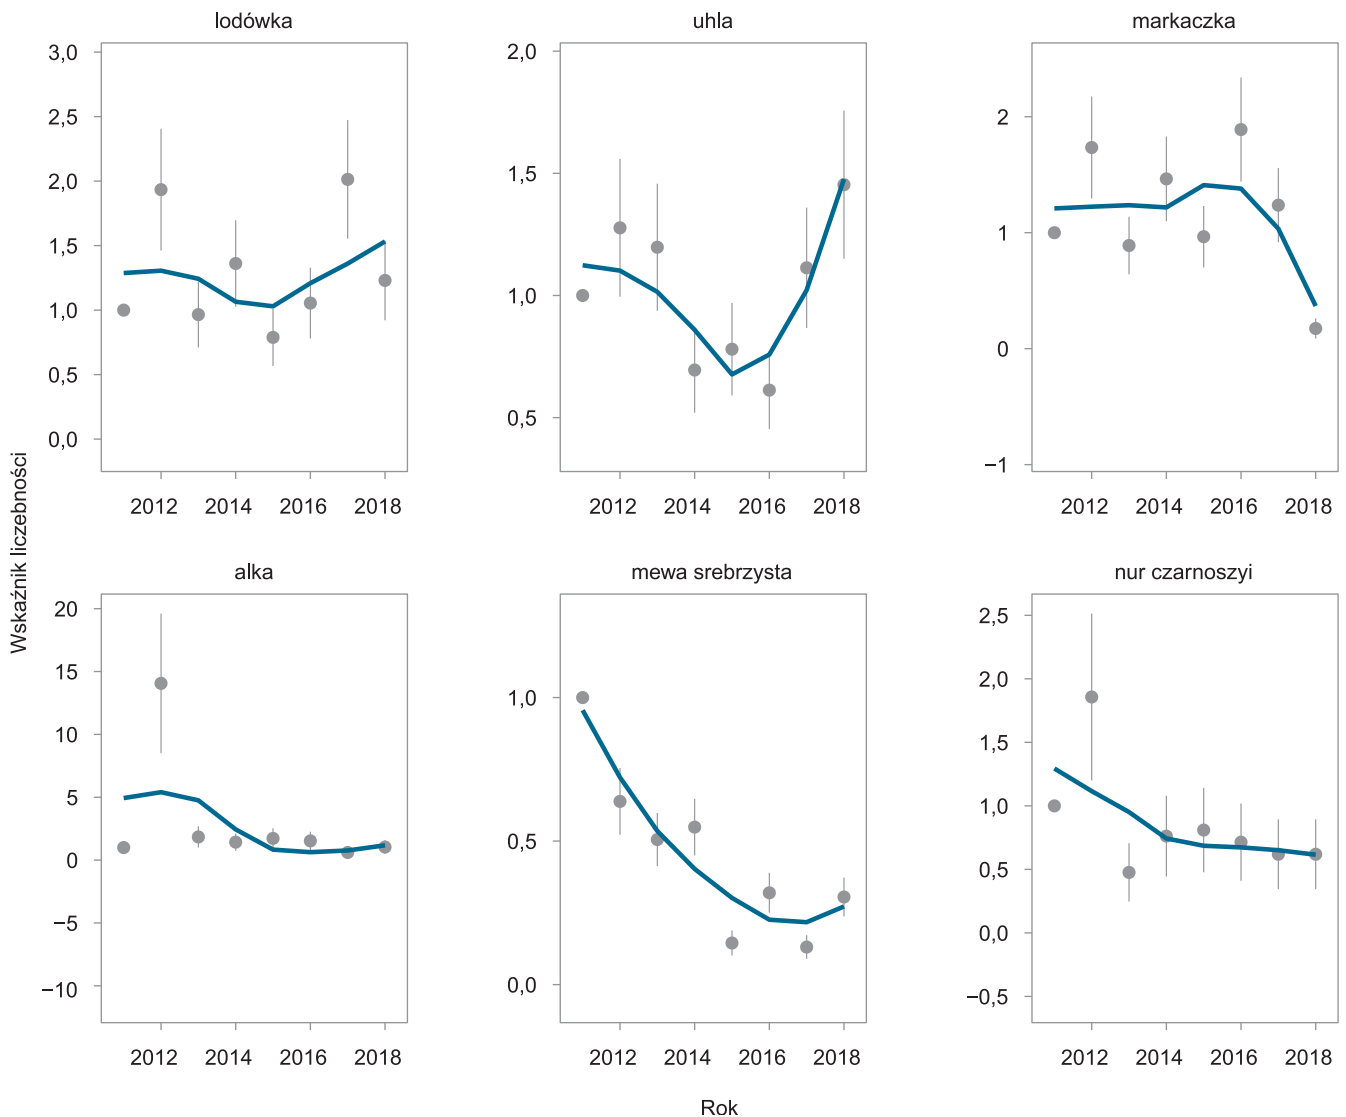 lodówka
uhla
markaczka
3,0
2,5
2,0
1,5
1,0
0,5
0,0
2012 2014 2016 2018
2,0
1,5
1,0
0,5
2012 2014 2016 2018
2
1
0
−1
2012 2014 2016 2018
Wskaźnik liczebności
alka
mewa srebrzysta
nur czarnoszyi
20
15
10
5
0
−5
−10
2012 2014 2016 2018
1,0
0,5
0,0
2012 2014 2016 2018
2,5
2,0
1,5
1,0
0,5
0,0
−0,5
2012 2014 2016 2018
Rok